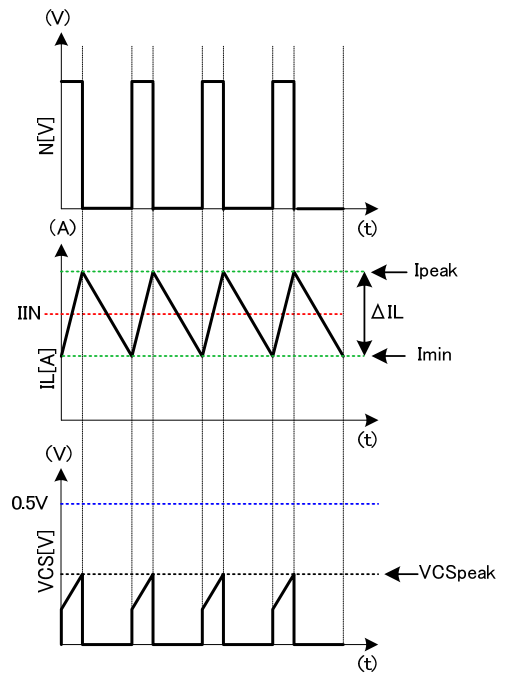 (V)
N[V]
(t)
(A)
Ipeak
IIN
ΔIL
Imin
IL[A]
(t)
(V)
0.5V
VCS[V]
VCSpeak
(t)